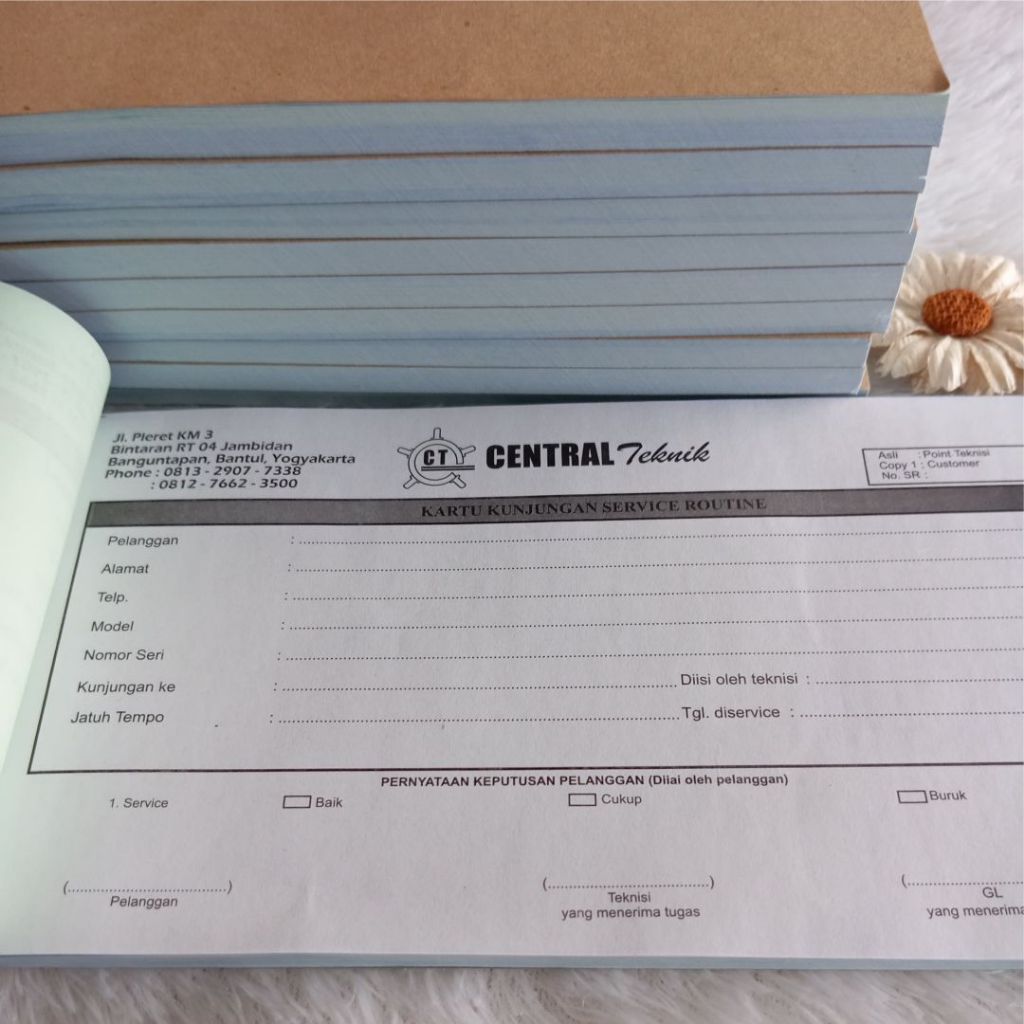 Jl. Pleret KM 3
Bintaran RT 04 Jambidan
Banguntapan, Bantul, Yogyakarta
Phone : 0813 - 2907 - 7338
: 0812 - 7662 - 3500
CT
CENTRAL Teknik
Asli : Point Teknisi
Copy 1 : Customer
No. SR :
KARTU KUNJUNGAN SERVICE ROUTINE
Pelanggan :
Alamat :
Telp. :
Model :
Nomor Seri :
Kunjungan ke : Diisi oleh teknisi :
Jatuh Tempo : Tgl. diservice :
PERNYATAAN KEPUTUSAN PELANGGAN (Diiai oleh pelanggan)
1. Service Baik Cukup Buruk
(..............................) (..............................) (..............
Pelanggan Teknisi GL
yang menerima tugas yang menerima